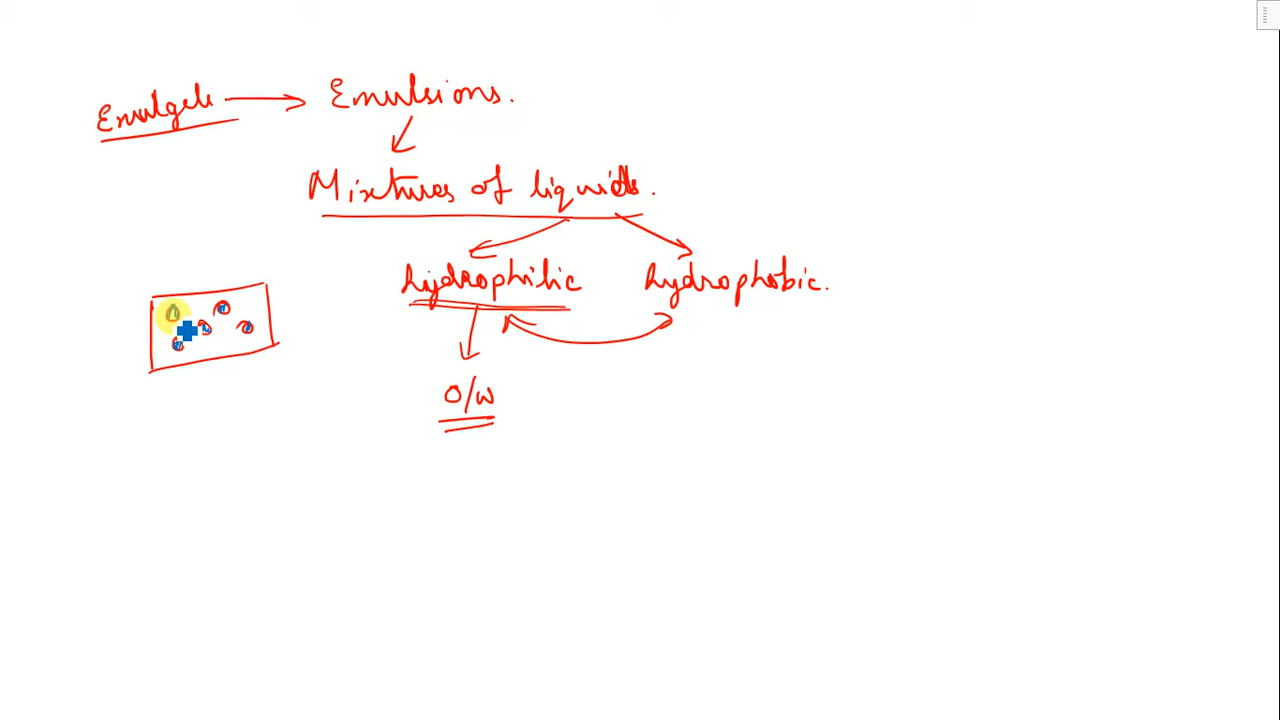 Emulgels Emulsions.
Mixtures of liquids.
hydrophilic hydrophobic.
O/W